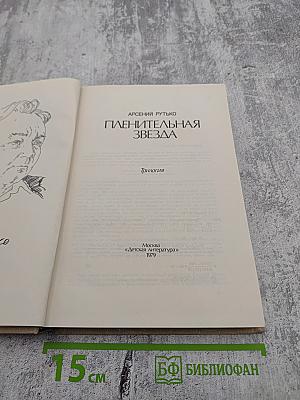 АРСЕНИЙ РУТЬКО
ПЛЕНИТЕЛЬНАЯ
ЗВЕЗДА
Трилогия
Москва
«Детская литература»
1979
15 см
БФ БИБЛИОФАН